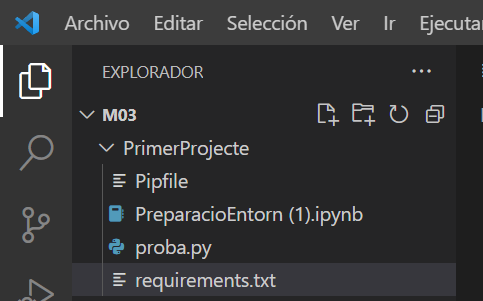 Archivo Editar Selección Ver Ir Ejecutar
EXPLORADOR
M03
PrimerProjecte
Pipfile
PreparacioEntorn (1).ipynb
proba.py
requirements.txt